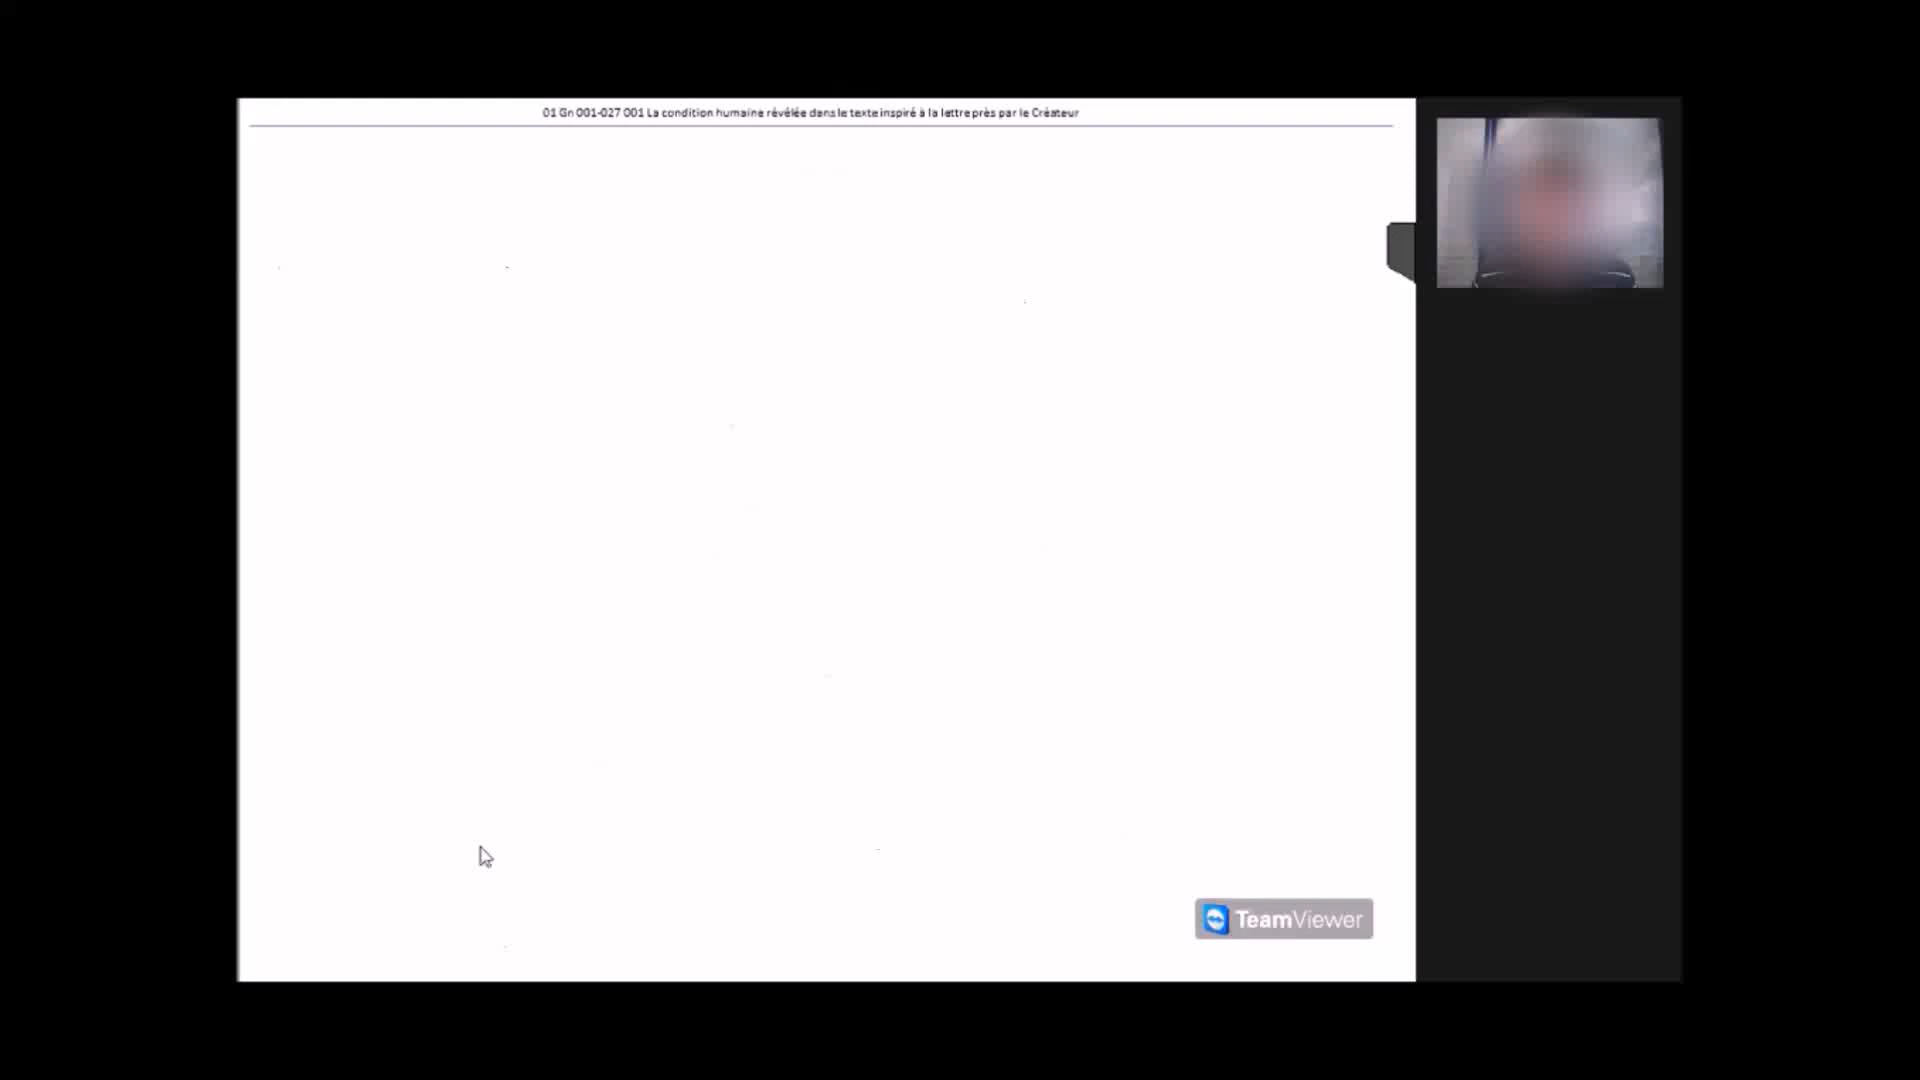 01 Gn 001-027 001 La condition humaine révélée dans le texte inspiré à la lettre près par le Créateur
TeamViewer